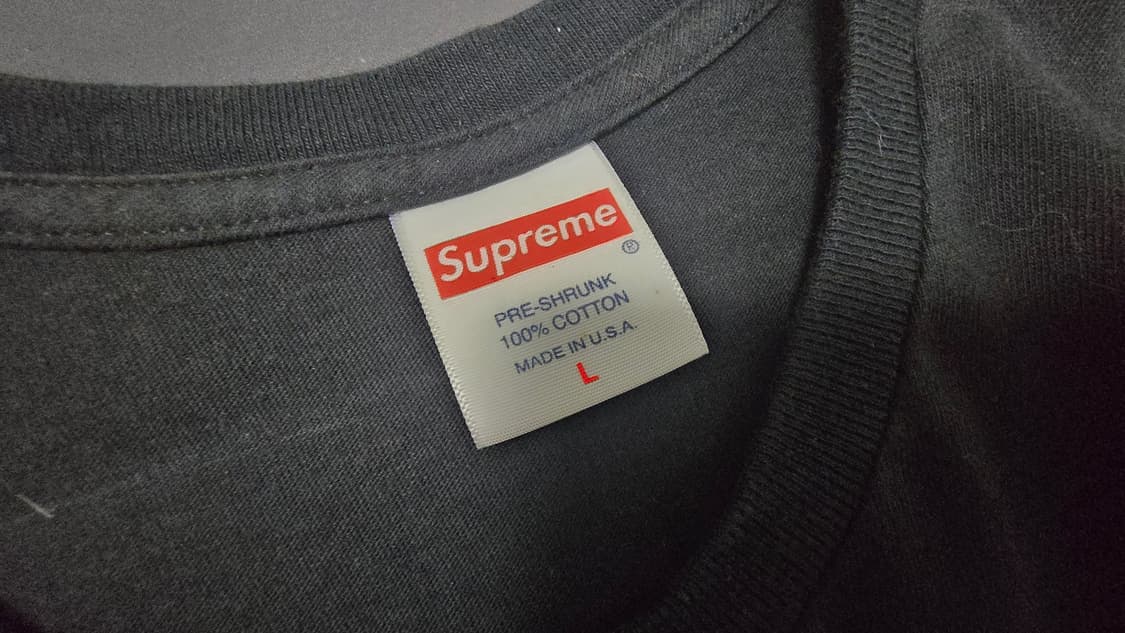 Supreme
®
PRE-SHRUNK
100% COTTON
MADE IN U.S.A.
L